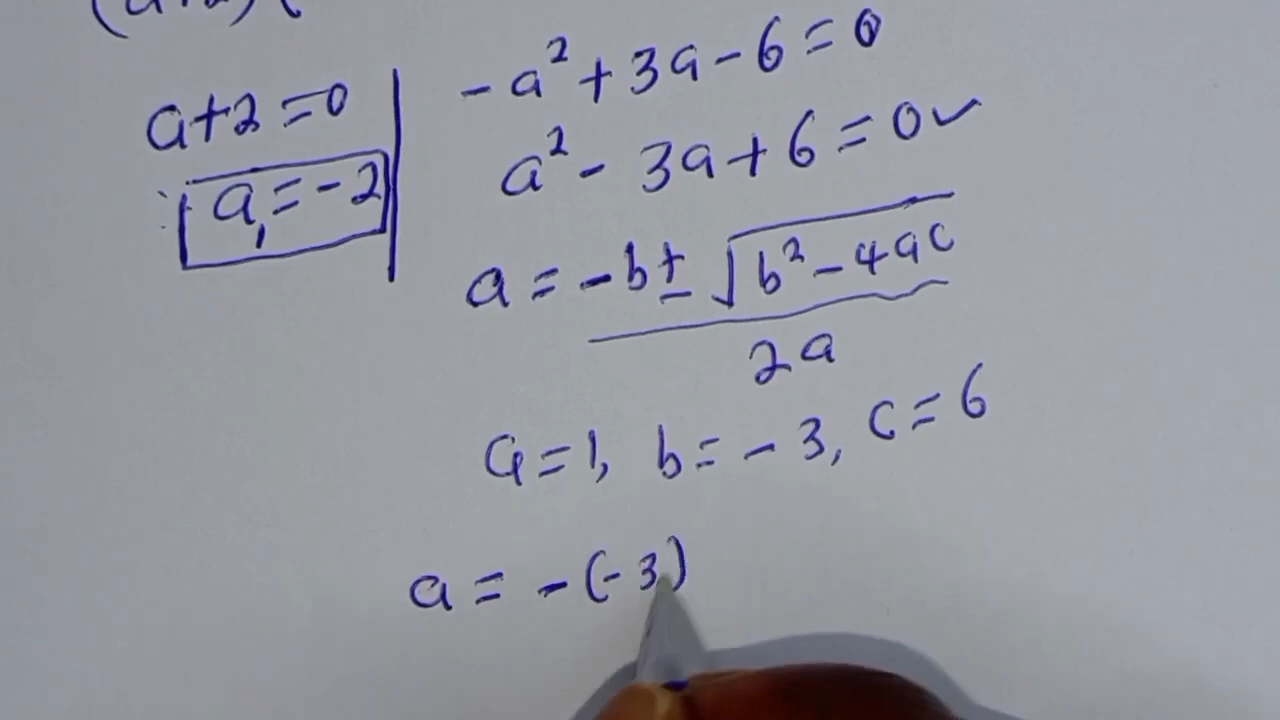 a+2=0
a₁=-2
-a²+3a-6=0
a²-3a+6=0✓
a = -b±√b²-4ac
2a
a=1, b=-3, c=6
a = -(-3)